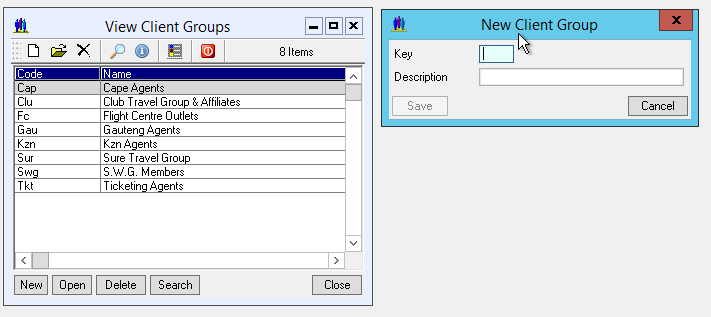 View Client Groups
8 Items
Code Name
Cap Cape Agents
Clu Club Travel Group & Affiliates
Fc Flight Centre Outlets
Gau Gauteng Agents
Kzn Kzn Agents
Sur Sure Travel Group
Swg S.W.G. Members
Tkt Ticketing Agents
New Open Delete Search Close
New Client Group
Key
Description
Save Cancel